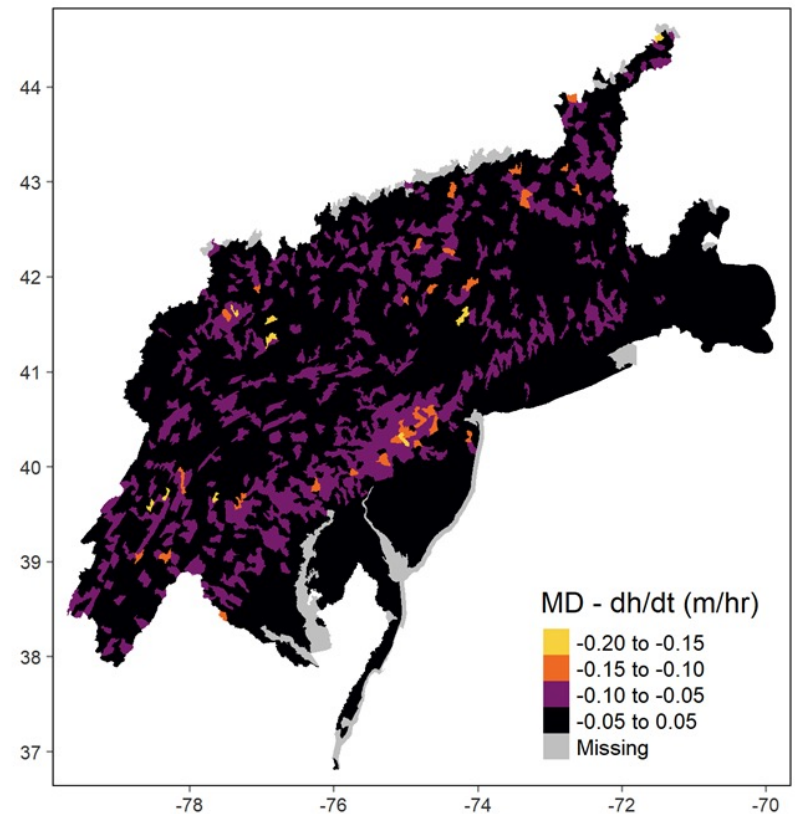 44
43
42
41
40
39
38
37
MD - dh/dt (m/hr)
-0.20 to -0.15
-0.15 to -0.10
-0.10 to -0.05
-0.05 to 0.05
Missing
-78 -76 -74 -72 -70